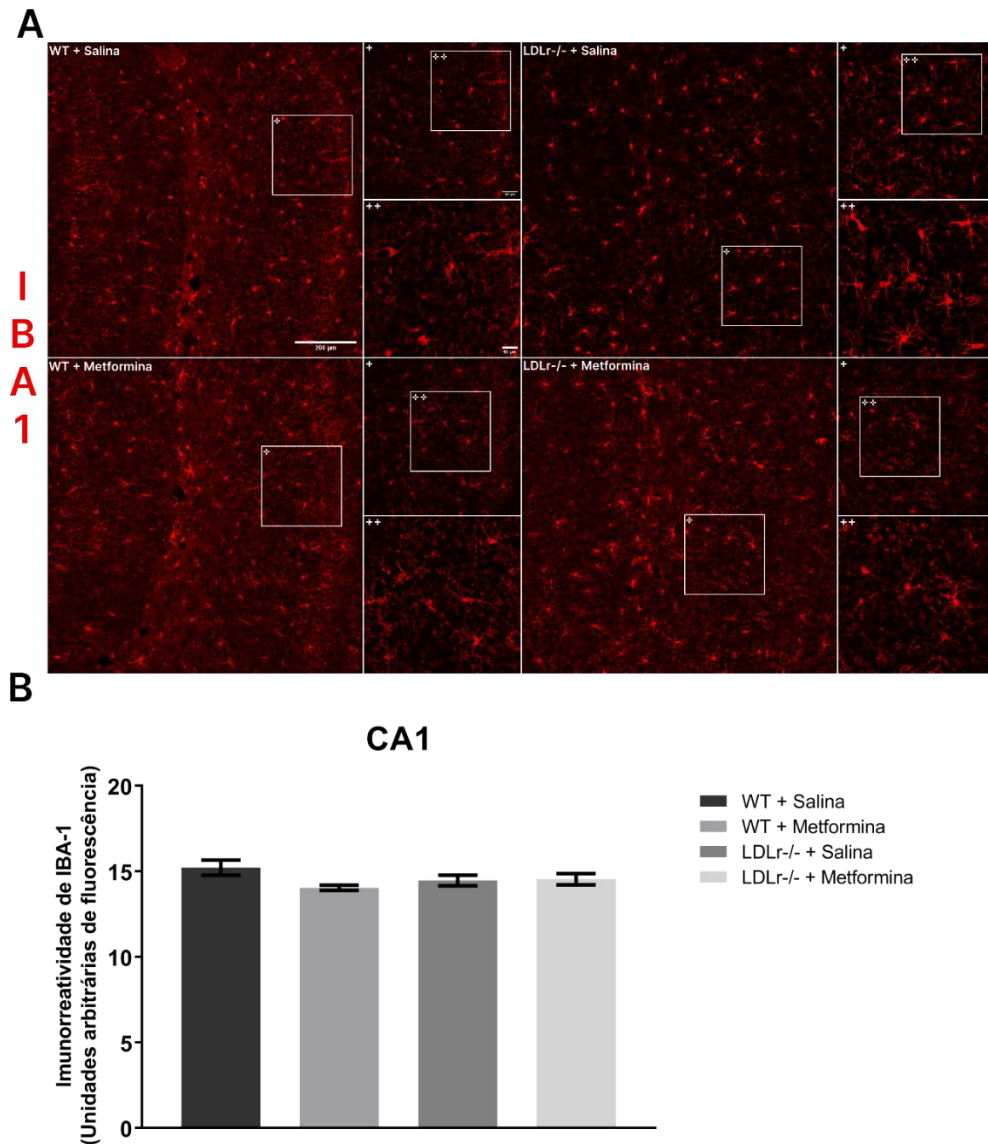 A
WT + Salina
+
++
LDLr-/- + Salina
+
++
++
++
200 µm
IBA1
WT + Metformina
+
++
LDLr-/- + Metformina
+
++
++
++
B
CA1
Imunorreatividade de IBA-1
(Unidades arbitrárias de fluorescência)
20
15
10
5
0
WT + Salina
WT + Metformina
LDLr-/- + Salina
LDLr-/- + Metformina